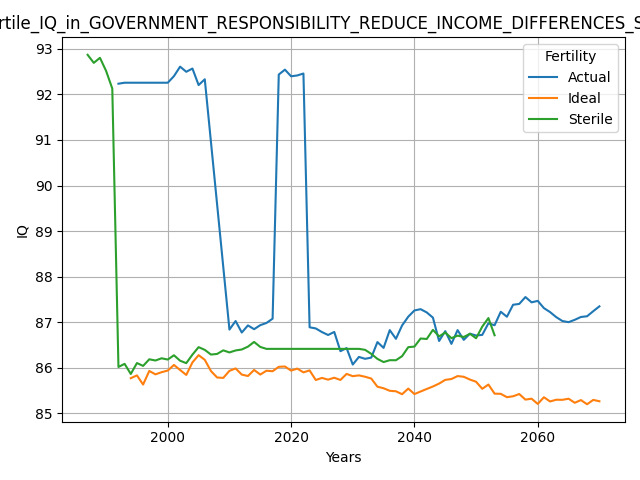 rtile_IQ_in_GOVERNMENT_RESPONSIBILITY_REDUCE_INCOME_DIFFERENCES_S
93
92
91
90
89
88
87
86
85
IQ
Fertility
Actual
Ideal
Sterile
2000 2020 2040 2060
Years